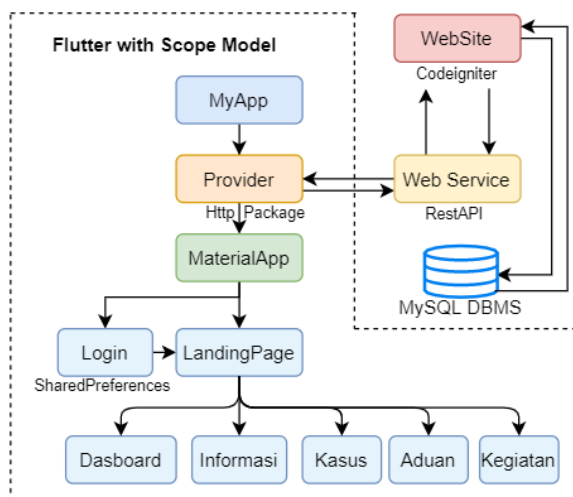 Flutter with Scope Model
WebSite
Codeigniter
MyApp
Provider
Http Package
Web Service
RestAPI
MaterialApp
MySQL DBMS
Login
SharedPreferences
LandingPage
Dasboard
Informasi
Kasus
Aduan
Kegiatan